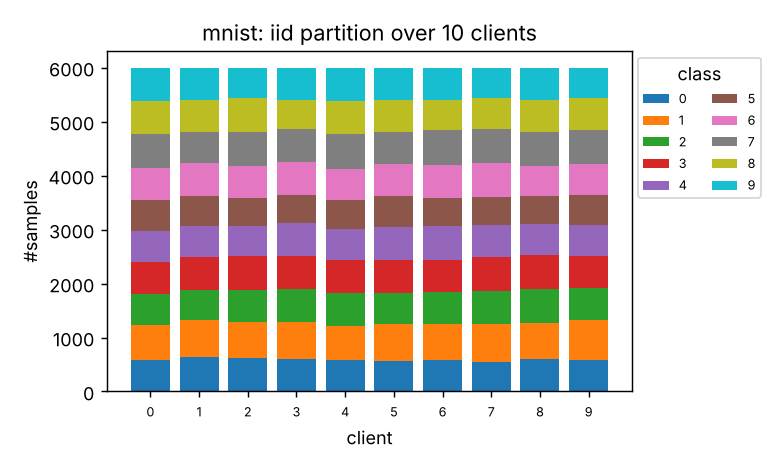 mnist: iid partition over 10 clients
6000
5000
4000
3000
2000
1000
0
#samples
0 1 2 3 4 5 6 7 8 9
client
class
0 5
1 6
2 7
3 8
4 9